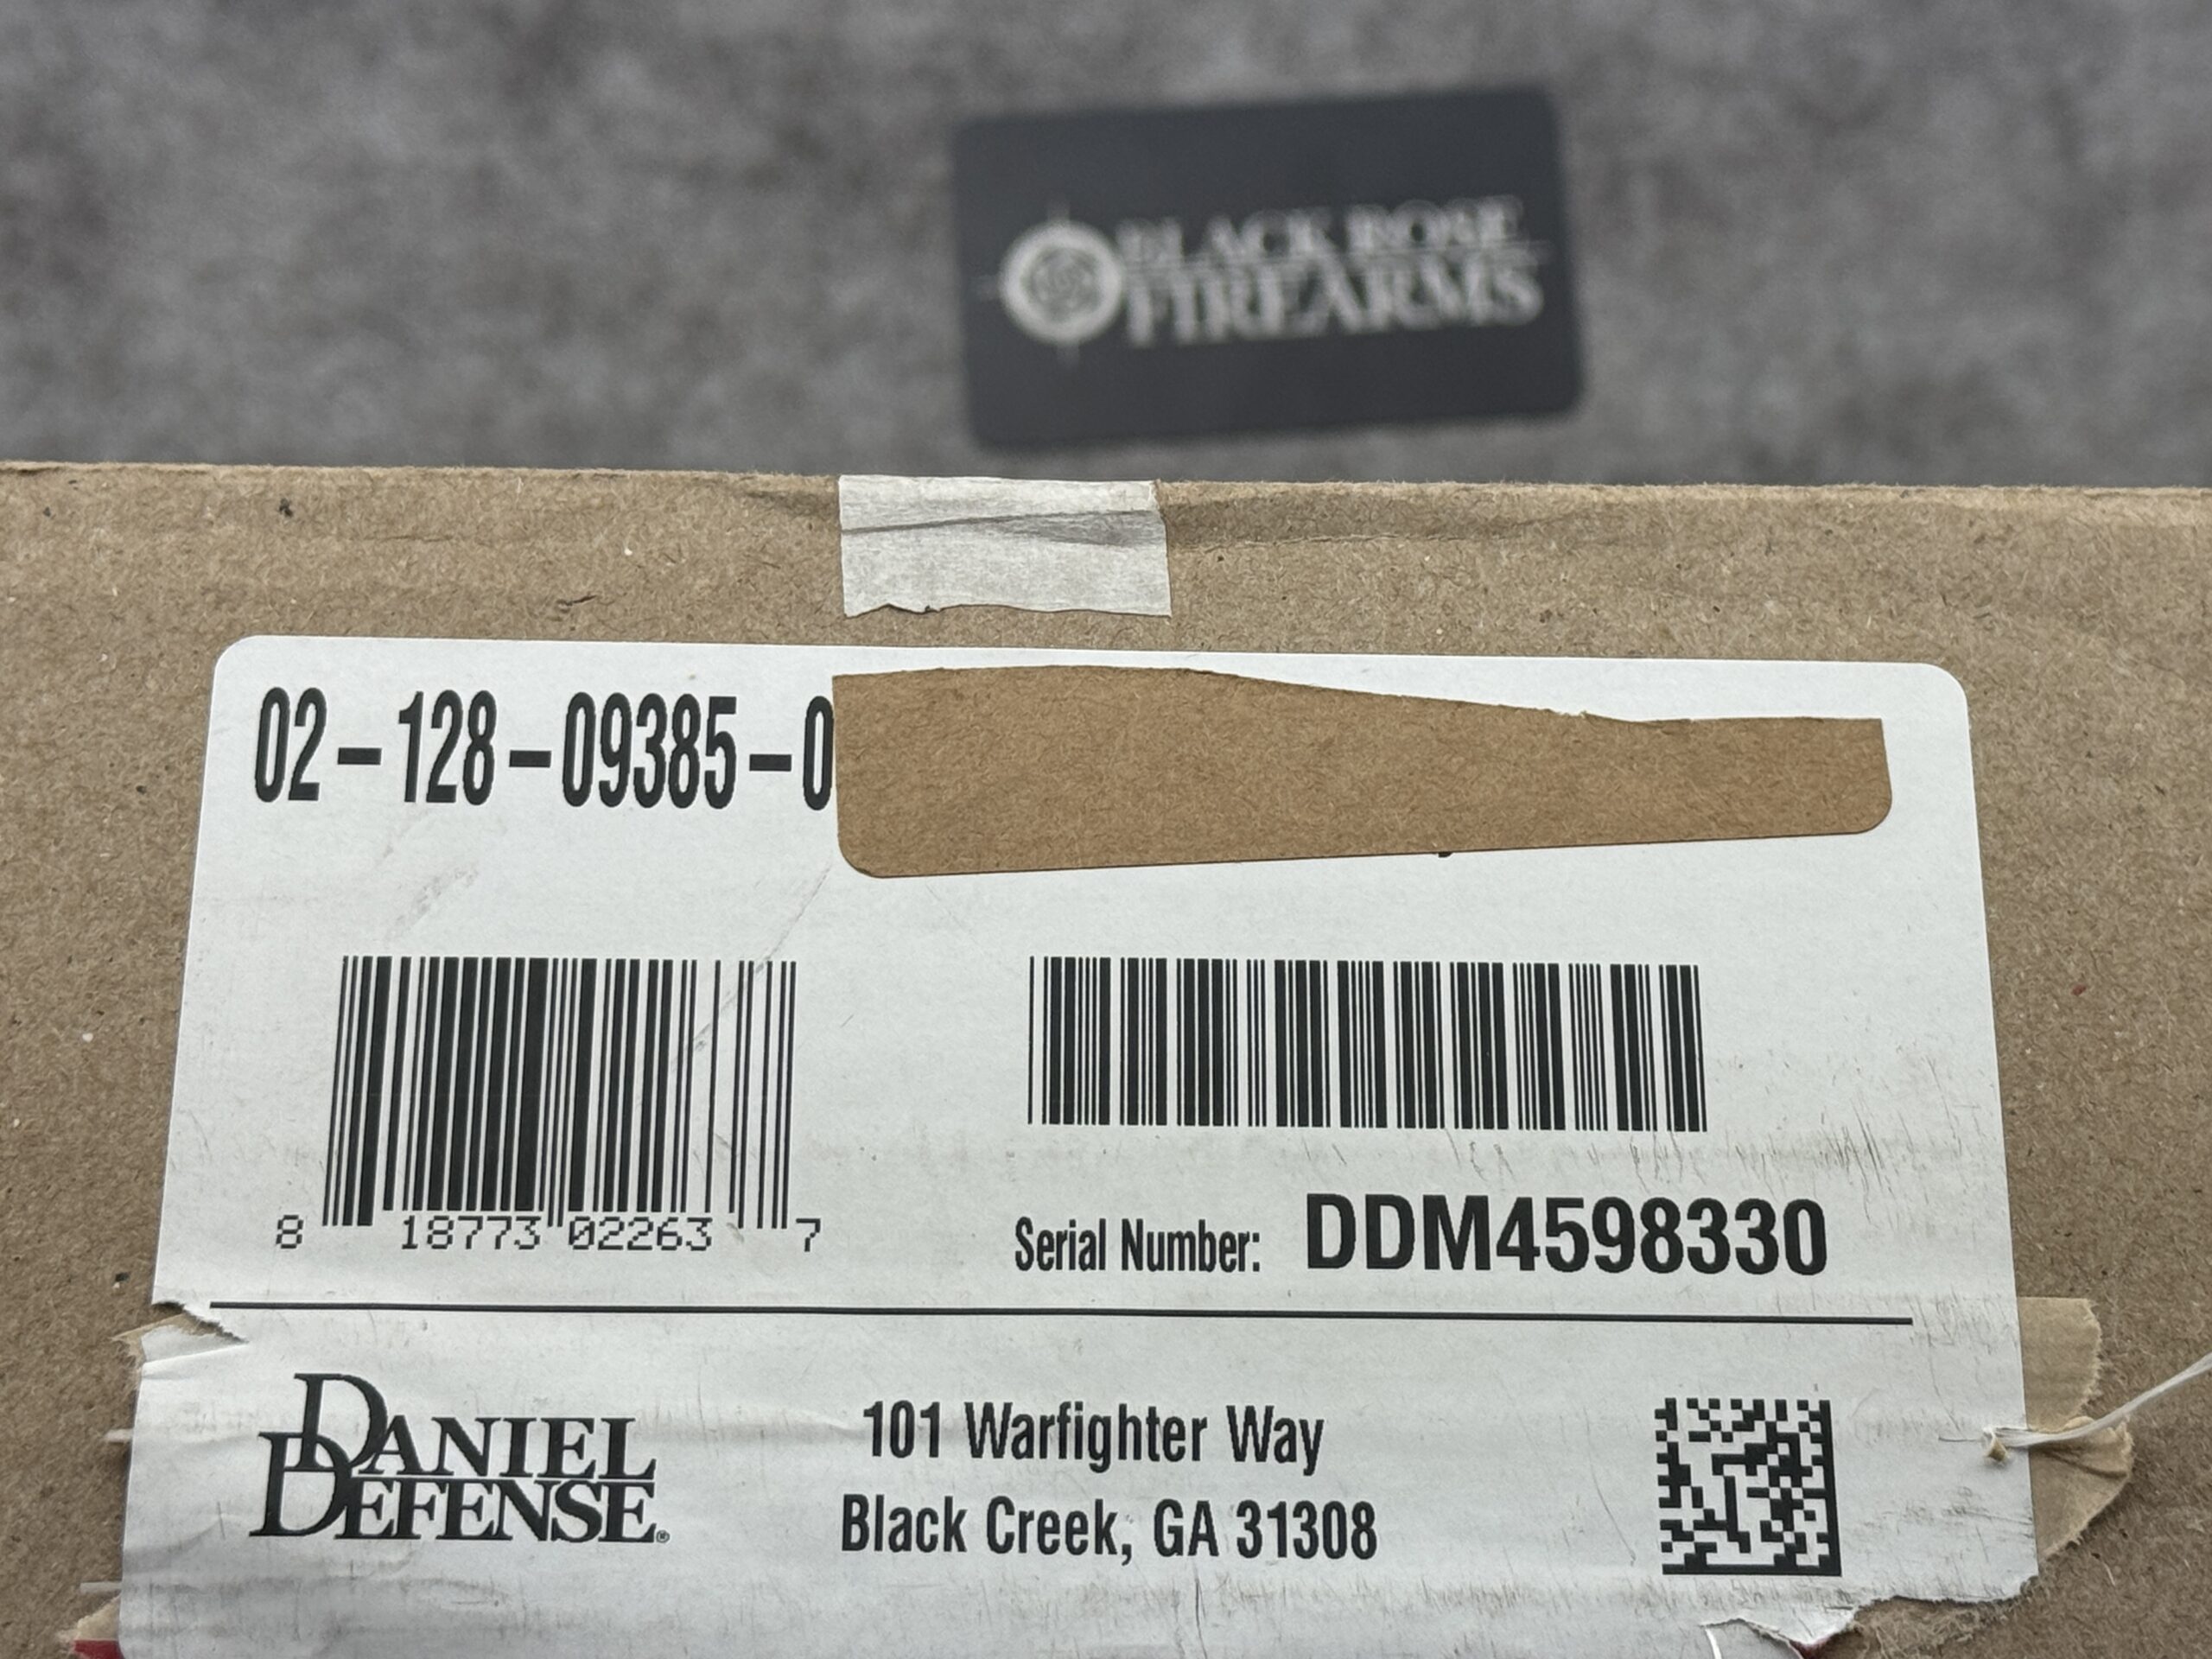 BLACK ROSE
FIREARMS
02-128-09385-0
8 18773 02263 7
Serial Number: DDM4598330
DANIEL
DEFENSE®
101 Warfighter Way
Black Creek, GA 31308